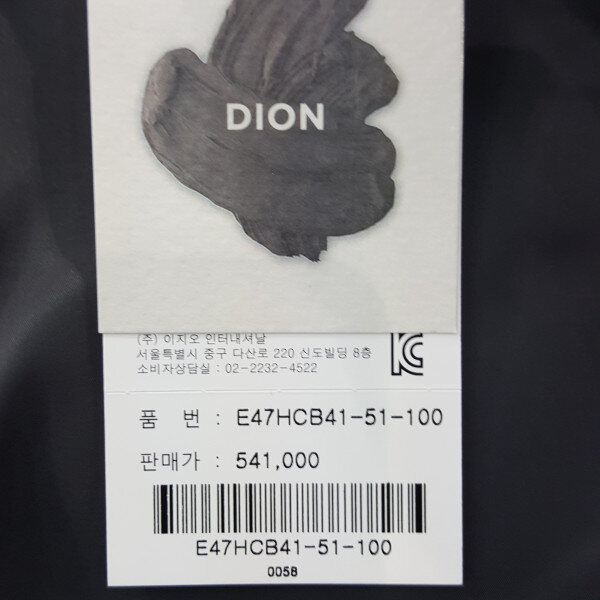 DION
(주) 이지오 인터내셔날
서울특별시 중구 다산로 220 신도빌딩 8층
소비자상담실 : 02-2232-4522
품 번 : E47HCB41-51-100
판매가 : 541,000
E47HCB41-51-100
0058